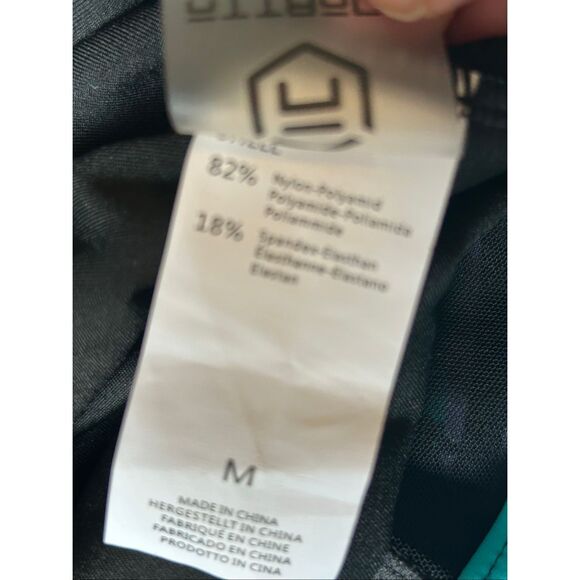 82% Nylon-Polyamid
Polyamide-Poliamida
Poliammide
18% Spandex-Elasthan
Elasthanne-Elastano
Elastan
M
MADE IN CHINA
HERGESTELLT IN CHINA
FABRIQUÉ EN CHINE
FABRICADO EN CHINA
PRODOTTO IN CINA